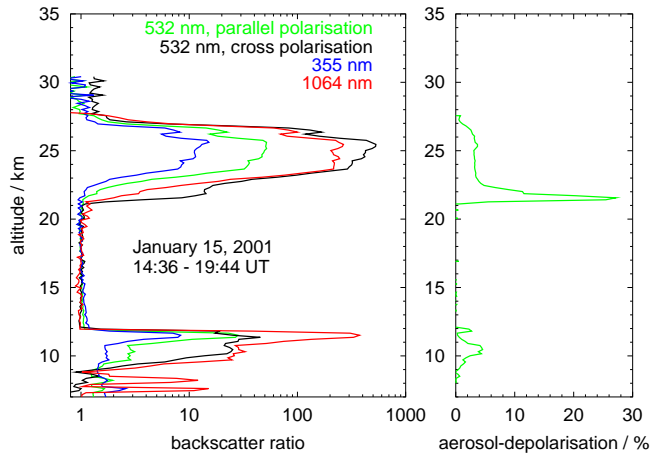 532 nm, parallel polarisation
532 nm, cross polarisation
355 nm
1064 nm
35
30
25
20
15
10
altitude / km
January 15, 2001
14:36 - 19:44 UT
1 10 100 1000
backscatter ratio
35
30
25
20
15
10
0 10 20 30
aerosol-depolarisation / %